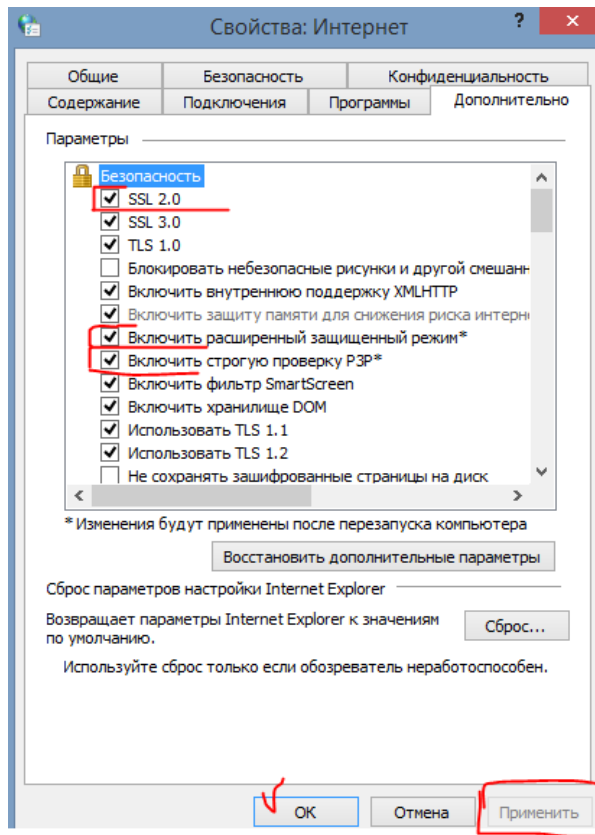 Свойства: Интернет
?
Общие
Безопасность
Конфиденциальность
Содержание
Подключения
Программы
Дополнительно
Параметры
Безопасность
SSL 2.0
SSL 3.0
TLS 1.0
Блокировать небезопасные рисунки и другой смешанн
Включить внутреннюю поддержку XMLHTTP
Включить защиту памяти для снижения риска интерн
Включить расширенный защищенный режим*
Включить строгую проверку P3P*
Включить фильтр SmartScreen
Включить хранилище DOM
Использовать TLS 1.1
Использовать TLS 1.2
Не сохранять зашифрованные страницы на диск
* Изменения будут применены после перезапуска компьютера
Восстановить дополнительные параметры
Сброс параметров настройки Internet Explorer
Возвращает параметры Internet Explorer к значениям
по умолчанию.
Сброс...
Используйте сброс только если обозреватель неработоспособен.
ОК
Отмена
Применить